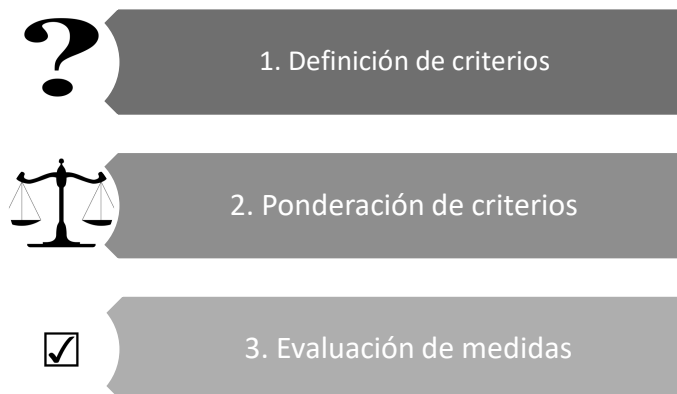 1. Definición de criterios
2. Ponderación de criterios
3. Evaluación de medidas